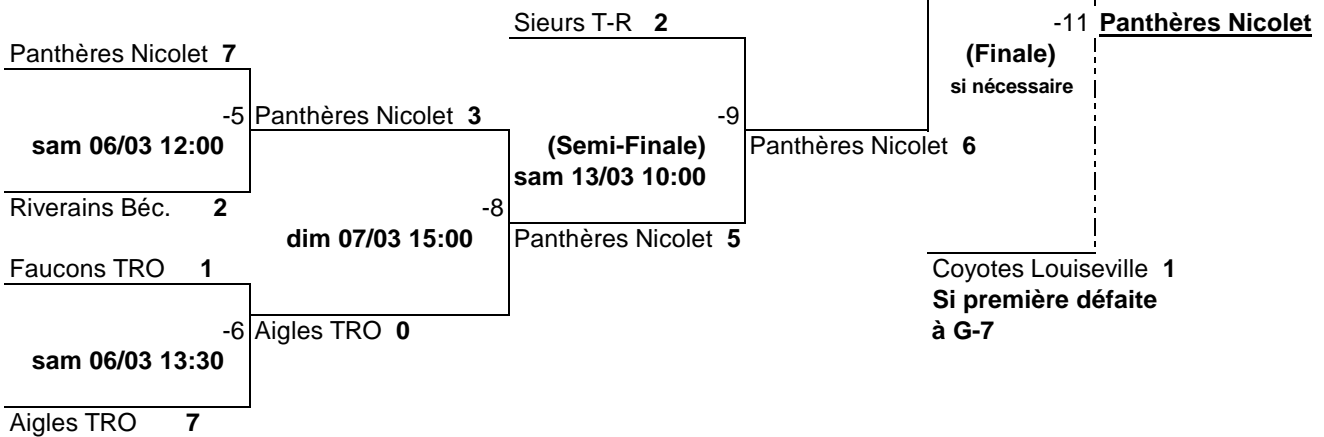 Sieurs T-R 2
-11 Panthères Nicolet
Panthères Nicolet 7
(Finale)
si nécessaire
-5 Panthères Nicolet 3
-9
sam 06/03 12:00
(Semi-Finale)
Panthères Nicolet 6
sam 13/03 10:00
Riverains Béc. 2
-8
dim 07/03 15:00
Panthères Nicolet 5
Faucons TRO 1
Coyotes Louiseville 1
Si première défaite
à G-7
-6 Aigles TRO 0
sam 06/03 13:30
Aigles TRO 7